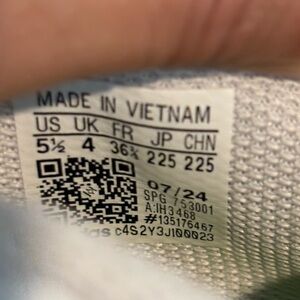 MADE IN VIETNAM
US UK FR JP CHN
5½ 4 36⅔ 225 225
07/24
SPG 753001
A:IH3468
#135176467
C4S2Y3J100023